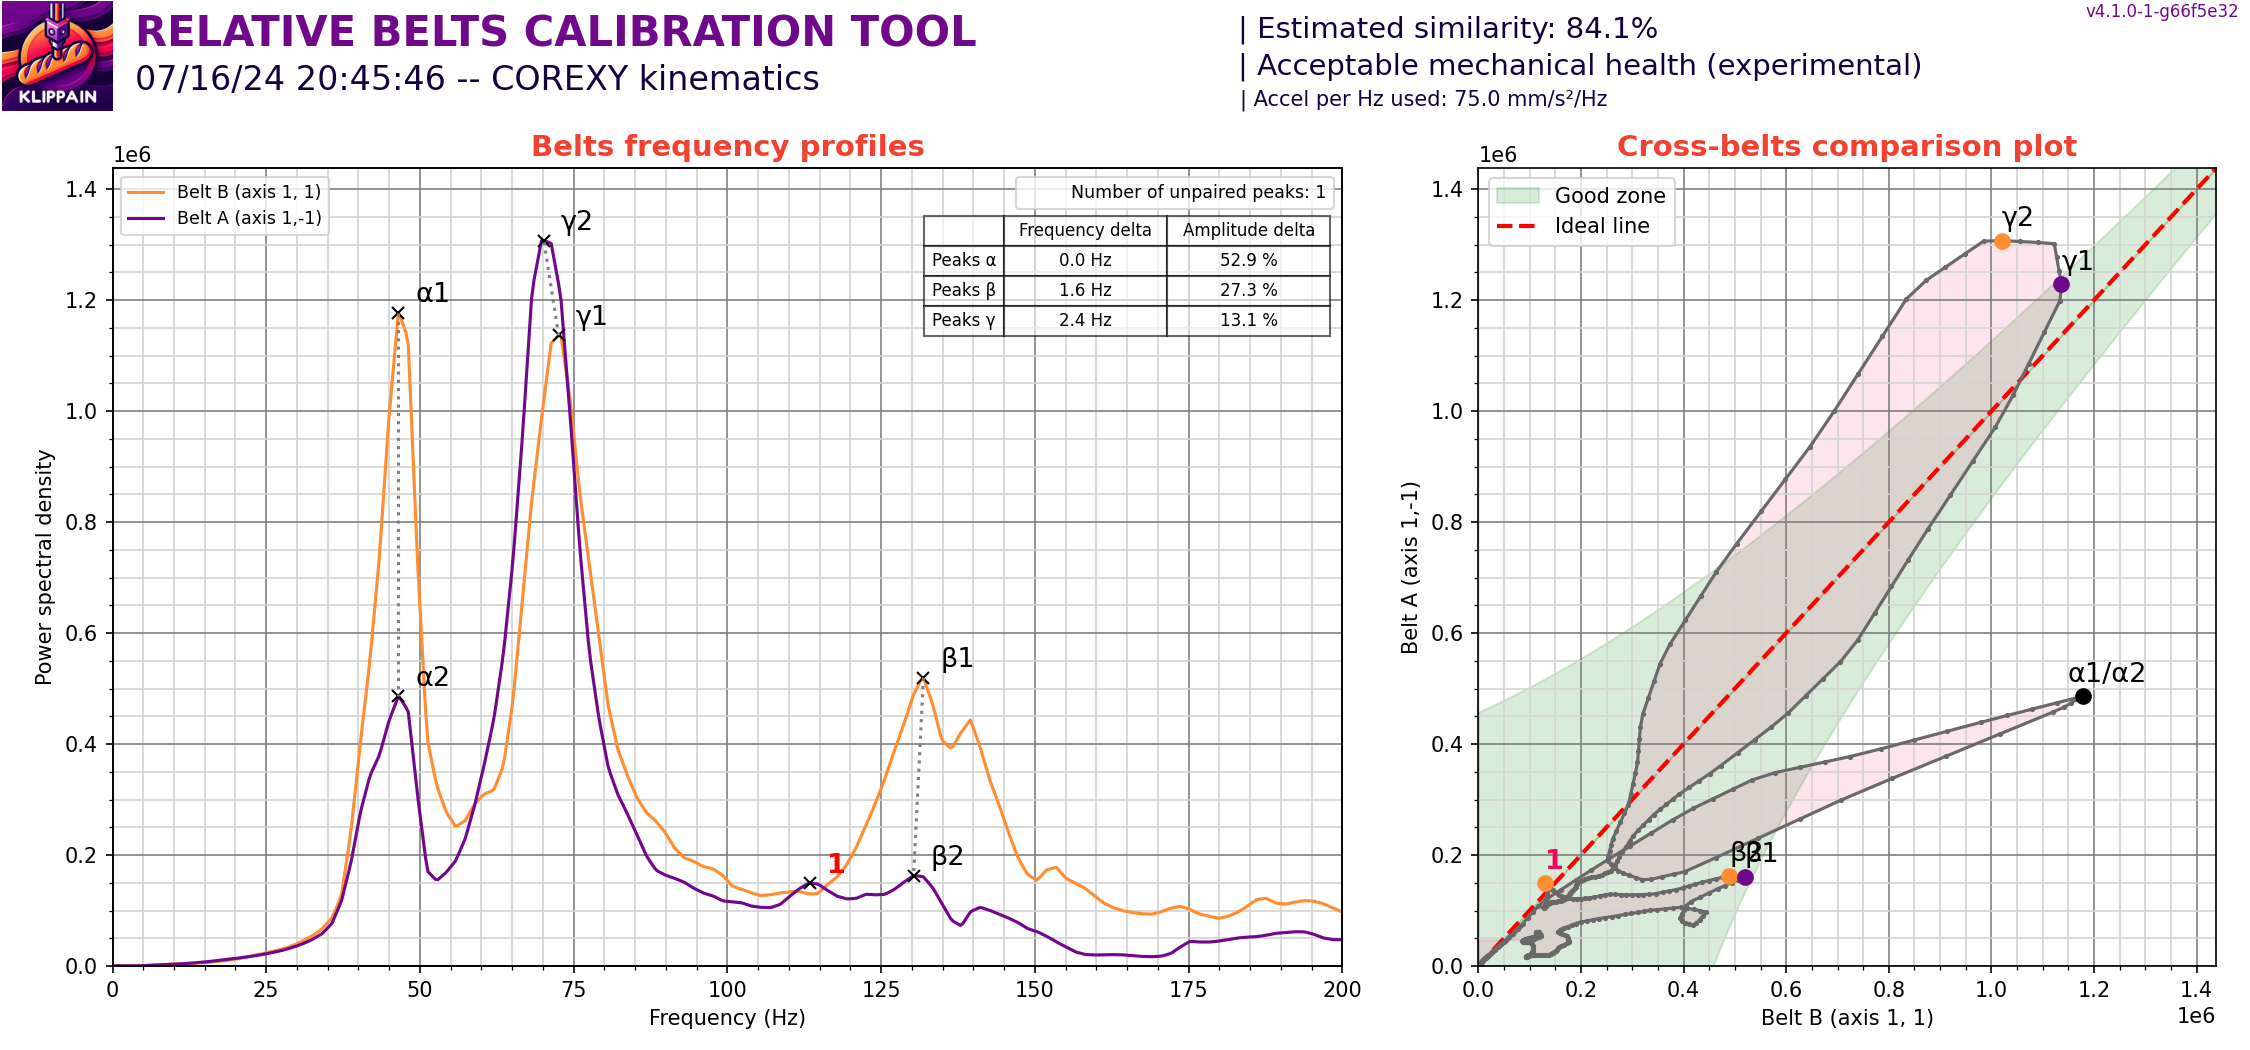 KLIPPAIN
RELATIVE BELTS CALIBRATION TOOL
07/16/24 20:45:46 -- COREXY kinematics
| Estimated similarity: 84.1%
| Acceptable mechanical health (experimental)
| Accel per Hz used: 75.0 mm/s²/Hz
v4.1.0-1-g66f5e32
Belts frequency profiles
1e6
Belt B (axis 1, 1)
Belt A (axis 1,-1)
Number of unpaired peaks: 1
Frequency delta Amplitude delta
Peaks α 0.0 Hz 52.9 %
Peaks β 1.6 Hz 27.3 %
Peaks γ 2.4 Hz 13.1 %
γ2
α1
γ1
α2
β1
1
β2
Power spectral density
1.4
1.2
1.0
0.8
0.6
0.4
0.2
0.0
0 25 50 75 100 125 150 175 200
Frequency (Hz)
Cross-belts comparison plot
1e6
Good zone
Ideal line
γ2
γ1
α1/α2
1
β2
β1
Belt A (axis 1,-1)
1.4
1.2
1.0
0.8
0.6
0.4
0.2
0.0
0.0 0.2 0.4 0.6 0.8 1.0 1.2 1.4
Belt B (axis 1, 1)
1e6